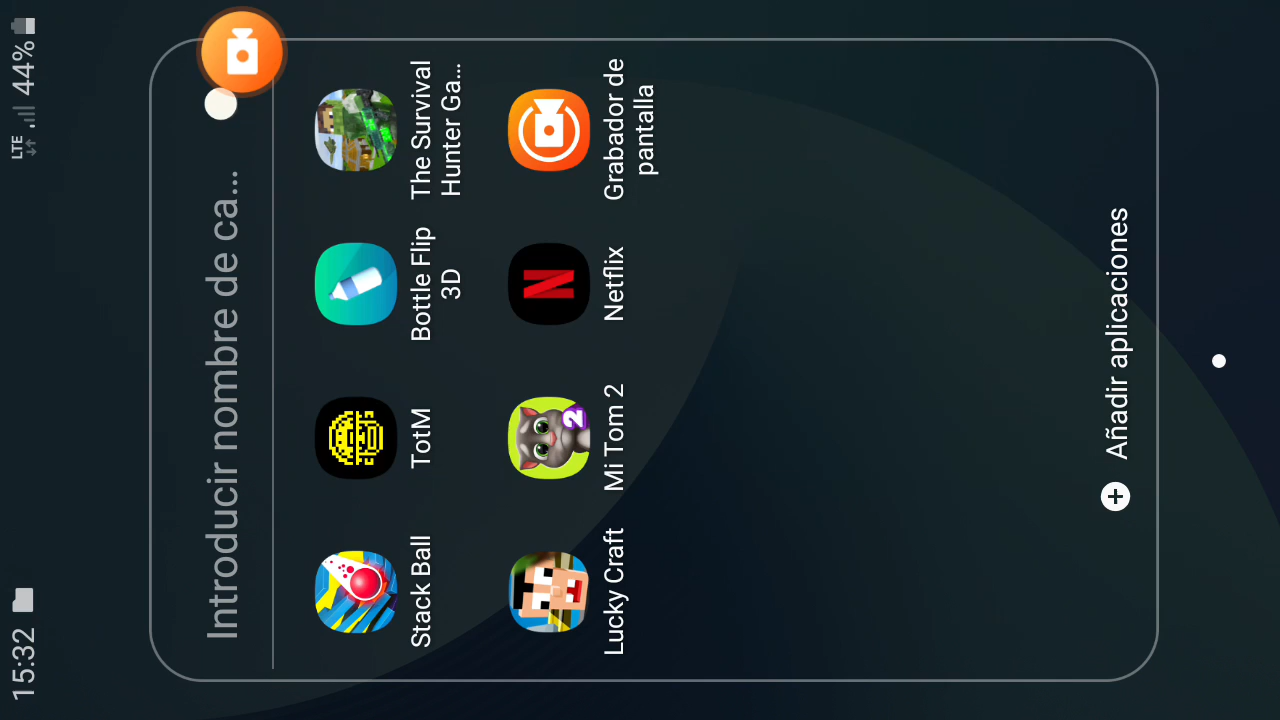 15:32
LTE 44%
Introducir nombre de ca...
Stack Ball
TotM
Bottle Flip
3D
The Survival
Hunter Ga...
Lucky Craft
2
Mi Tom 2
N
Netflix
Grabador de
pantalla
Añadir aplicaciones